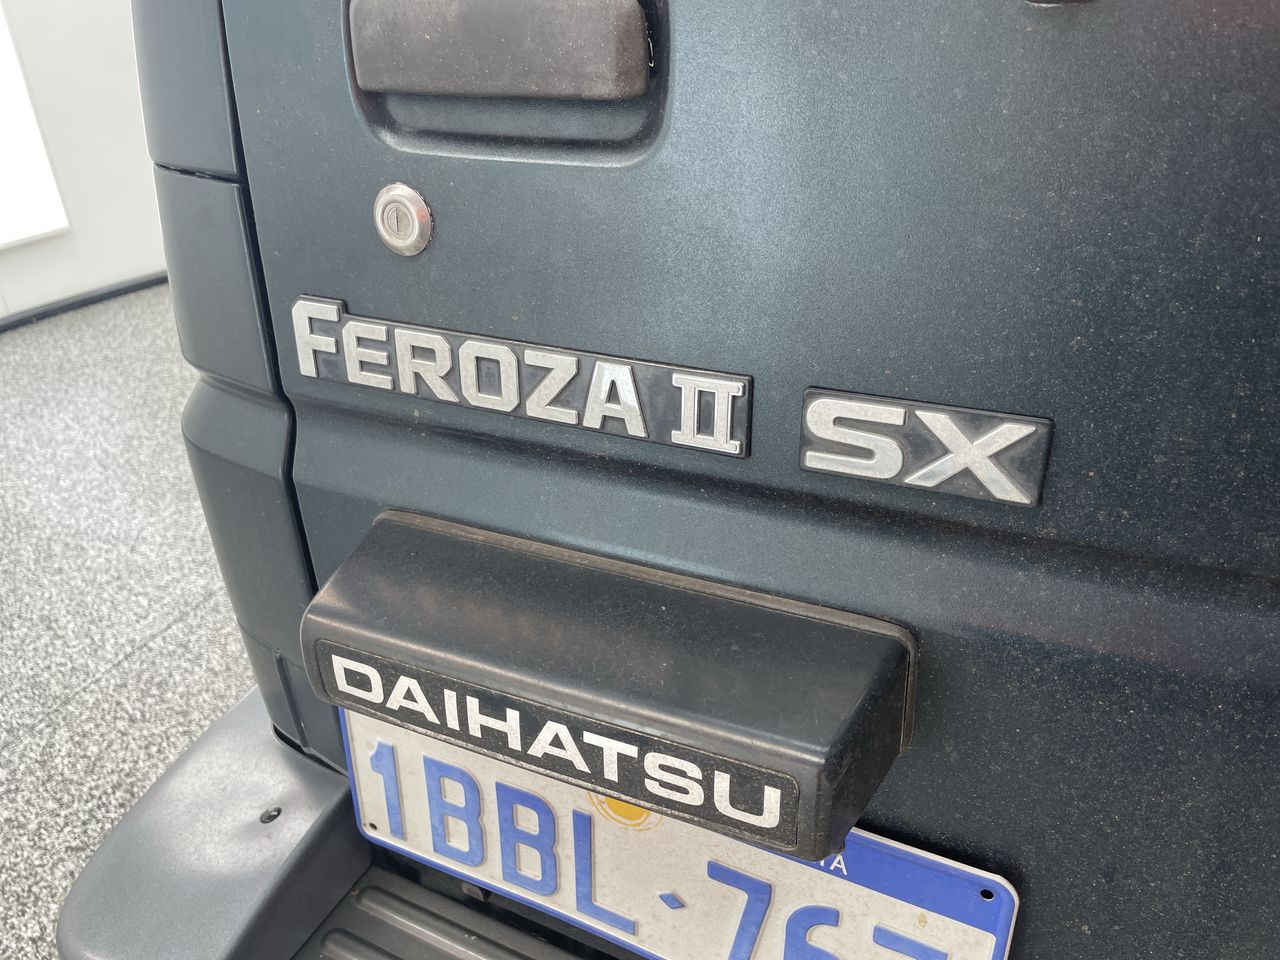 FEROZA II SX
DAIHATSU
1BBL·76